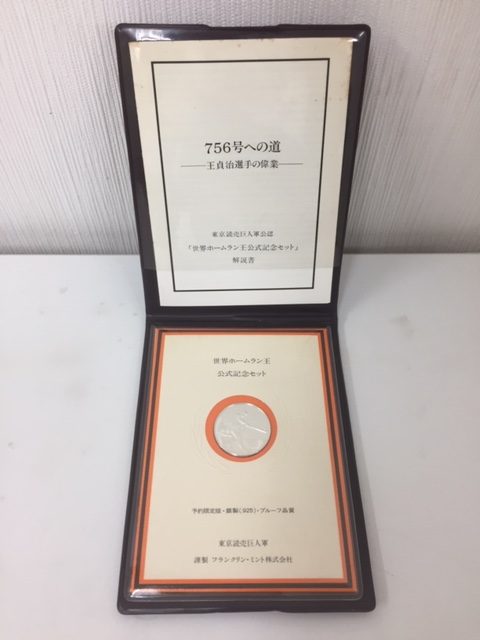 756号への道
——王貞治選手の偉業——
東京読売巨人軍公認
「世界ホームラン王公式記念セット」
解説書
世界ホームラン王
公式記念セット
予約限定版・銀製（925）・プルーフ品質
東京読売巨人軍
謹製 フランクリン・ミント株式会社